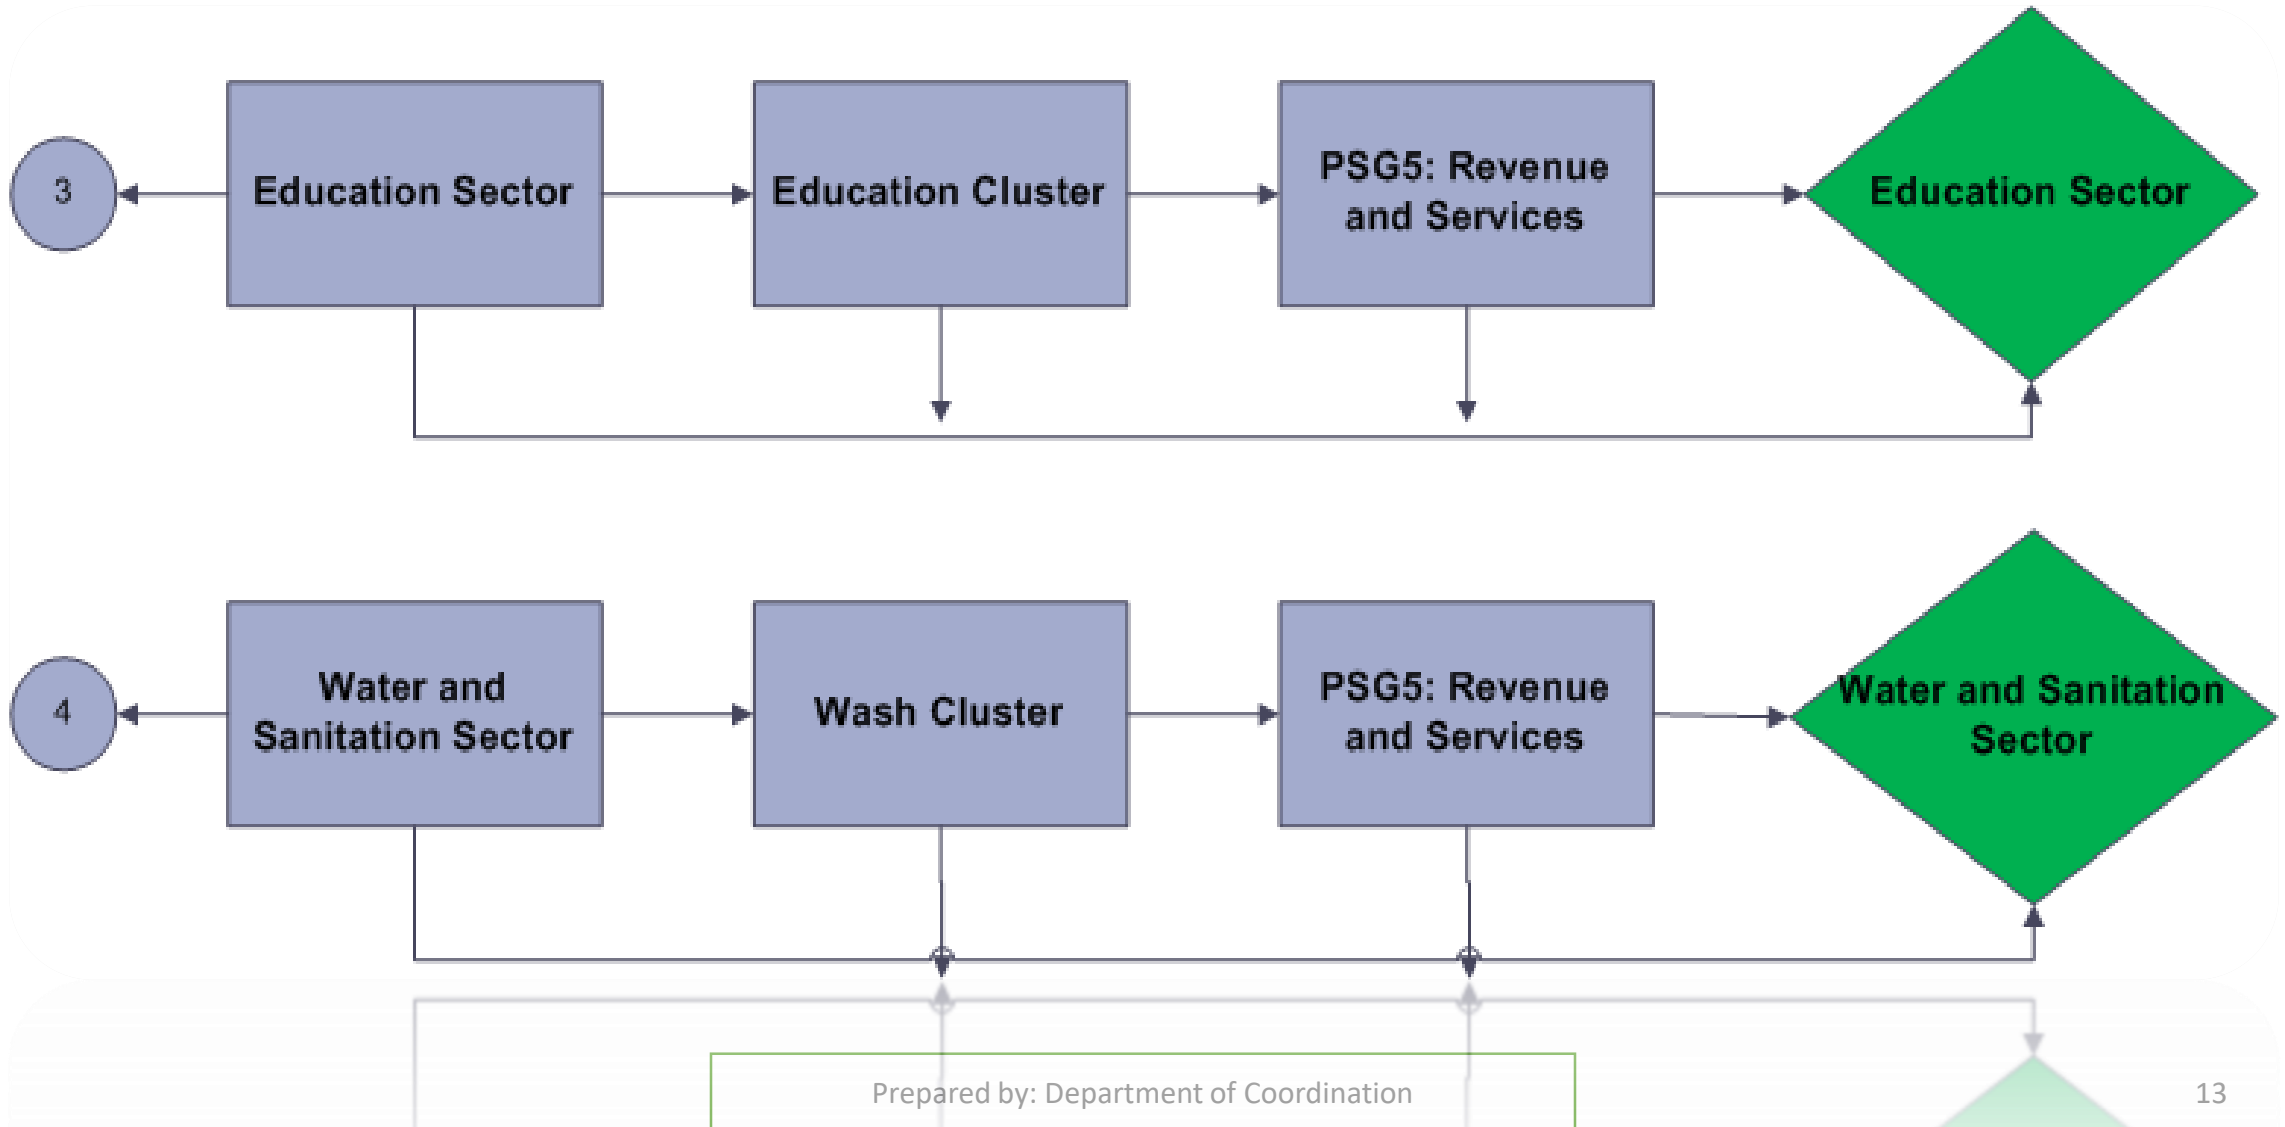 3
Education Sector
Education Cluster
PSG5: Revenue
and Services
Education Sector
4
Water and
Sanitation Sector
Wash Cluster
PSG5: Revenue
and Services
Water and Sanitation
Sector
Prepared by: Department of Coordination
13